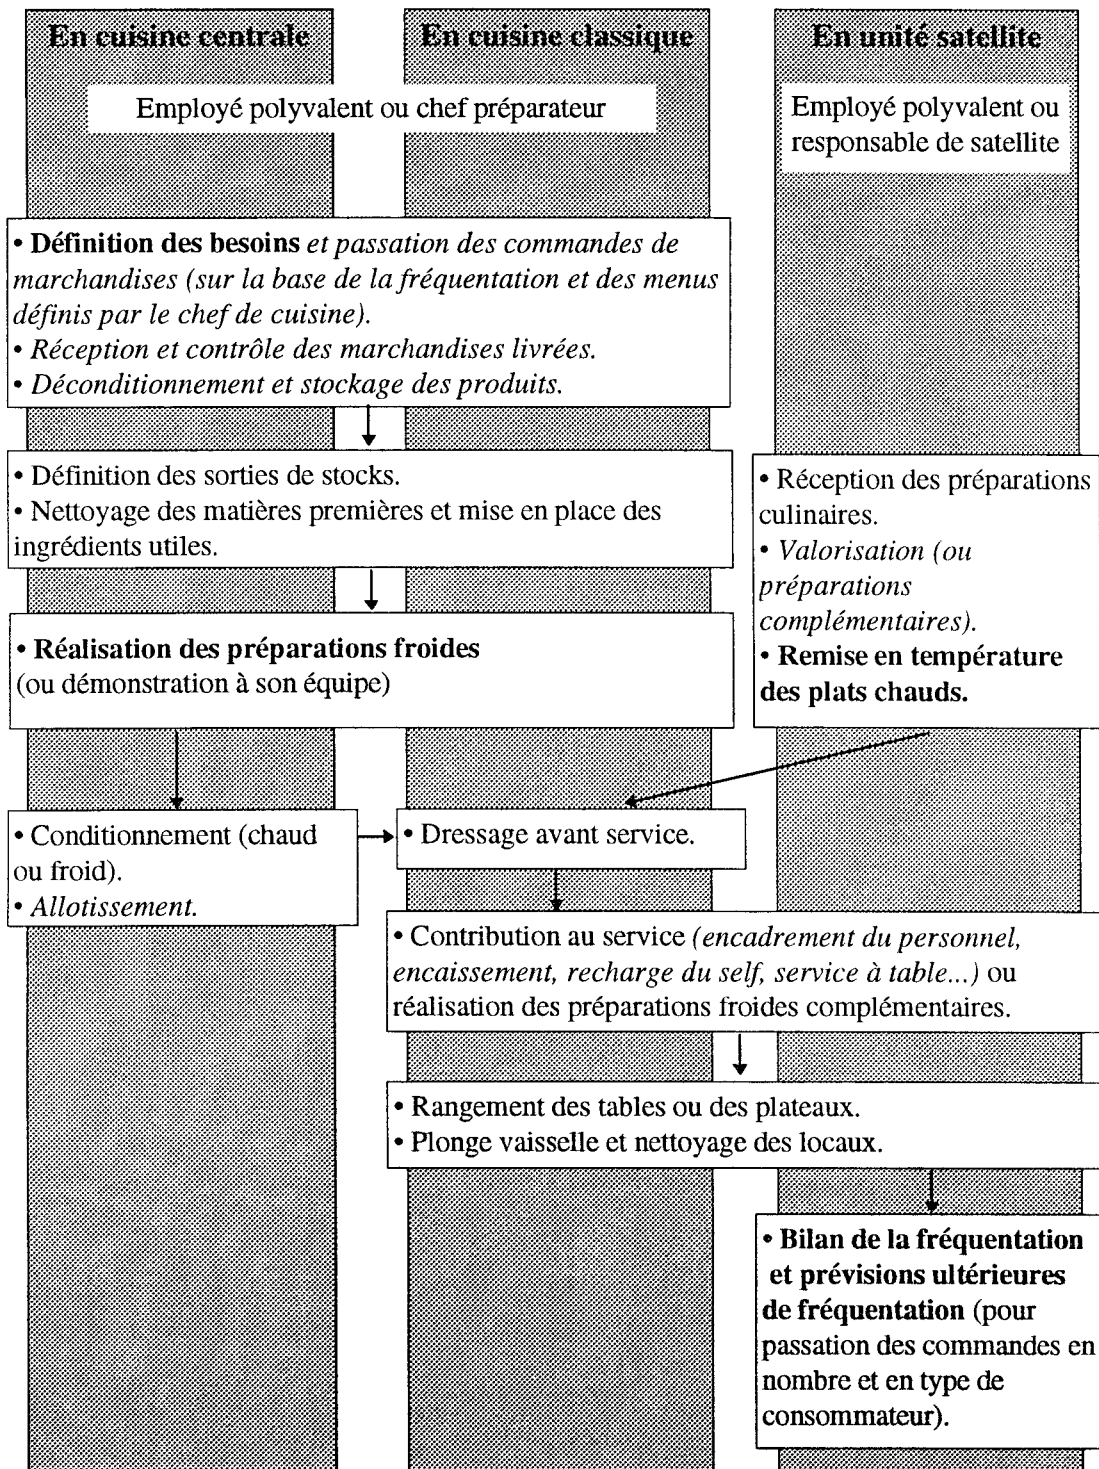 En cuisine centrale
En cuisine classique
En unité satellite
Employé polyvalent ou chef préparateur
Employé polyvalent ou
responsable de satellite
• Définition des besoins et passation des commandes de
marchandises (sur la base de la fréquentation et des menus
définis par le chef de cuisine).
• Réception et contrôle des marchandises livrées.
• Déconditionnement et stockage des produits.
• Définition des sorties de stocks.
• Nettoyage des matières premières et mise en place des
ingrédients utiles.
• Réception des préparations
culinaires.
• Valorisation (ou
préparations
complémentaires).
• Remise en température
des plats chauds.
• Réalisation des préparations froides
(ou démonstration à son équipe)
• Conditionnement (chaud
ou froid).
• Allotissement.
• Dressage avant service.
• Contribution au service (encadrement du personnel,
encaissement, recharge du self, service à table...) ou
réalisation des préparations froides complémentaires.
• Rangement des tables ou des plateaux.
• Plonge vaisselle et nettoyage des locaux.
• Bilan de la fréquentation
et prévisions ultérieures
de fréquentation (pour
passation des commandes en
nombre et en type de
consommateur).